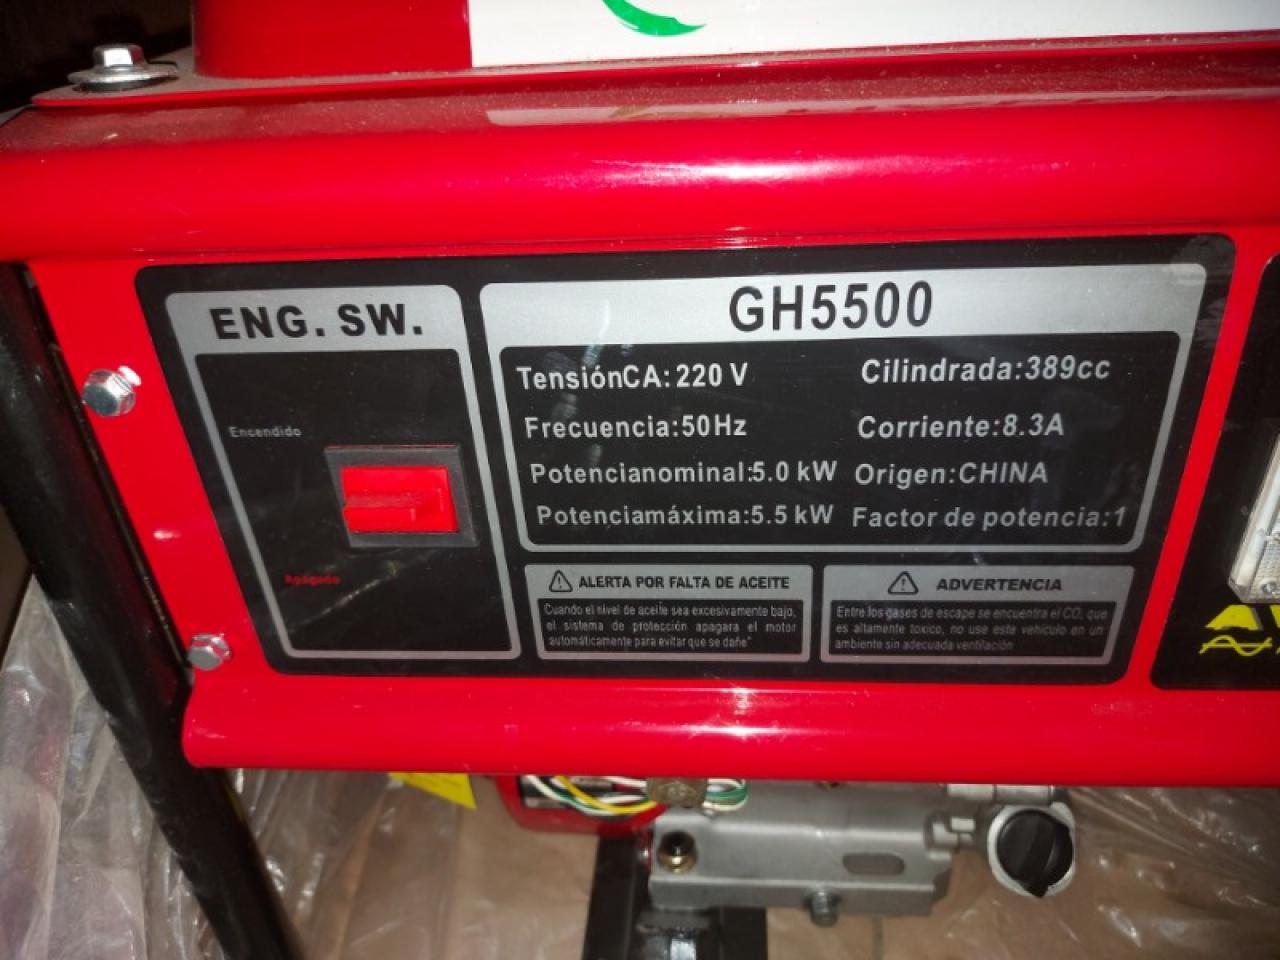 ENG. SW.
Encendido
Apagado
GH5500
TensiónCA:220 V
Cilindrada:389cc
Frecuencia:50Hz
Corriente:8.3A
Potencianominal:5.0 kW
Origen:CHINA
Potenciamáxima:5.5 kW
Factor de potencia:1
ALERTA POR FALTA DE ACEITE
Cuando el nivel de aceite sea excesivamente bajo,
el sistema de protección apagara el motor
automáticamente para evitar que se dañe"
ADVERTENCIA
Entre los gases de escape se encuentra el CO, que
es altamente toxico, no use este vehículo en un
ambiente sin adecuada ventilación